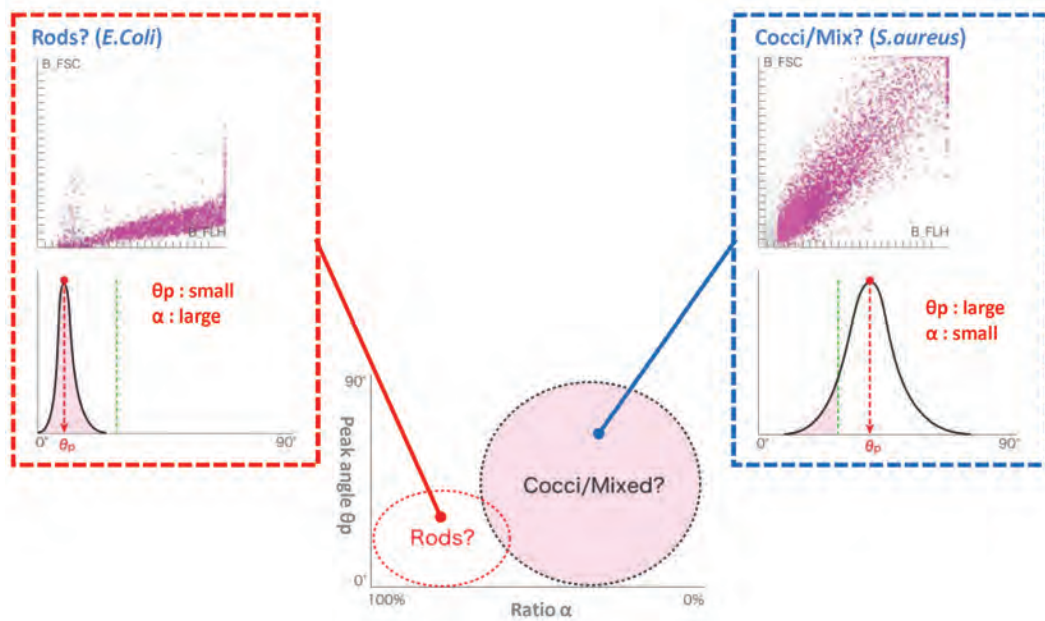 Rods? (E.Coli)
B_FSC
B_FLH
θp : small
α : large
0°
θp
90°
Cocci/Mix? (S.aureus)
B_FSC
B_FLH
θp : large
α : small
0°
θp
90°
90°
Peak angle θp
0°
Cocci/Mixed?
Rods?
100%
Ratio α
0%